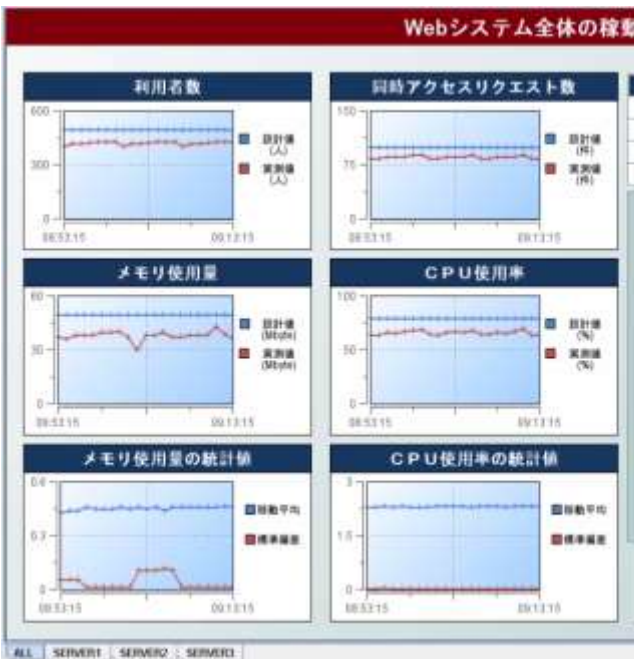 Webシステム全体の稼動
利用者数
600
300
0
設計値
(人)
実測値
(人)
08:53:15
09:13:15
同時アクセスリクエスト数
150
75
0
設計値
(件)
実測値
(件)
08:53:15
09:13:15
メモリ使用量
60
30
0
設計値
(Mbyte)
実測値
(Mbyte)
08:53:15
09:13:15
CPU使用率
100
50
0
設計値
(%)
実測値
(%)
08:53:15
09:13:15
メモリ使用量の統計値
0.6
0.3
0
移動平均
標準偏差
08:53:15
09:13:15
CPU使用率の統計値
3
1.5
0
移動平均
標準偏差
08:53:15
09:13:15
ALL
SERVER1
SERVER2
SERVER3